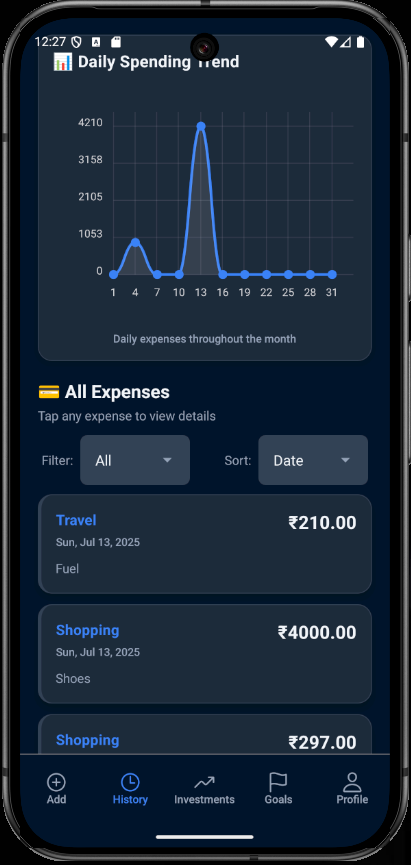 12:27
📊 Daily Spending Trend
4210
3158
2105
1053
0
1 4 7 10 13 16 19 22 25 28 31
Daily expenses throughout the month
💳 All Expenses
Tap any expense to view details
Filter: All Sort: Date
Travel ₹210.00
Sun, Jul 13, 2025
Fuel
Shopping ₹4000.00
Sun, Jul 13, 2025
Shoes
Shopping ₹297.00
Add History Investments Goals Profile